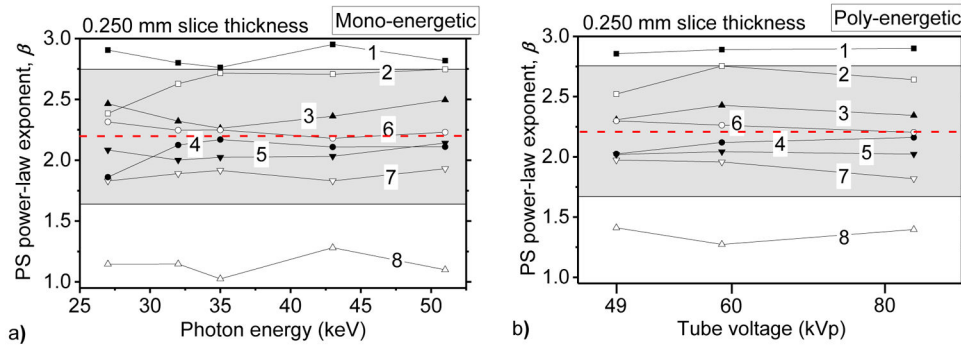 0.250 mm slice thickness
Mono-energetic
3.0
2.5
2.0
1.5
1.0
PS power-law exponent, β
1
2
3
6
4
5
7
8
25 30 35 40 45 50
Photon energy (keV)
a)
0.250 mm slice thickness
Poly-energetic
3.0
2.5
2.0
1.5
1.0
PS power-law exponent, β
1
2
3
6
4
5
7
8
49 60 80
Tube voltage (kVp)
b)